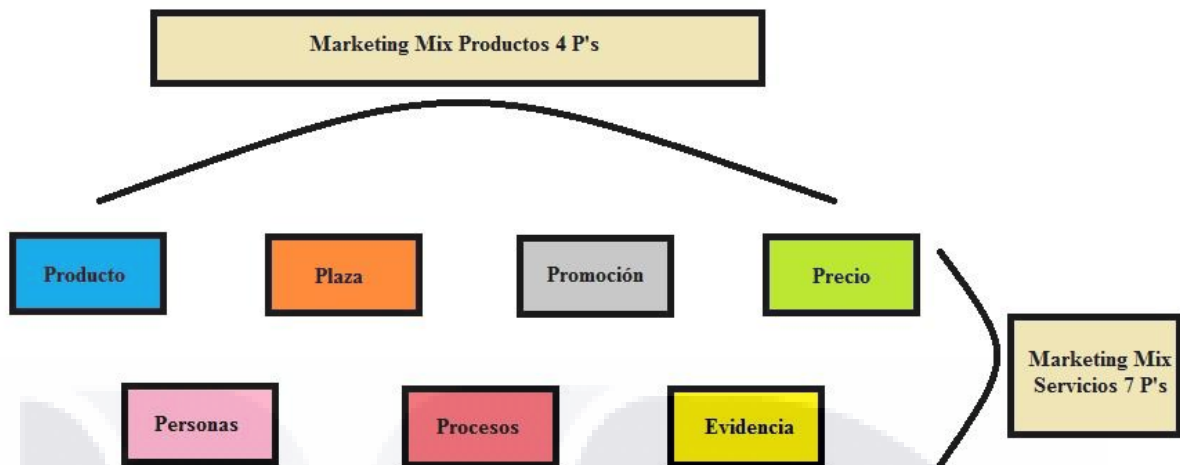 Marketing Mix Productos 4 P's
Producto
Plaza
Promoción
Precio
Marketing Mix
Servicios 7 P's
Personas
Procesos
Evidencia